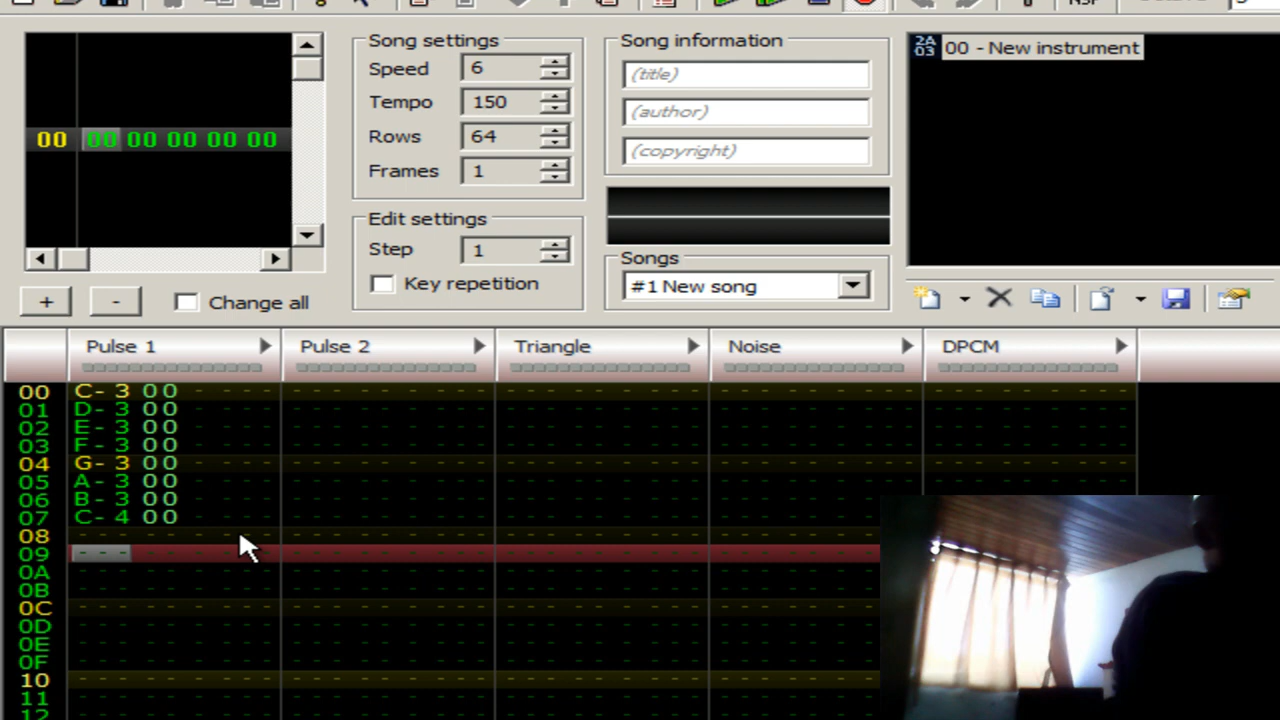 NSF
00 00 00 00 00 00
+
-
Change all
Song settings
Speed 6
Tempo 150
Rows 64
Frames 1
Edit settings
Step 1
Key repetition
Song information
(title)
(author)
(copyright)
Songs
#1 New song
2A03 00 - New instrument
Pulse 1 Pulse 2 Triangle Noise DPCM
00 C- 3 00
01 D- 3 00
02 E- 3 00
03 F- 3 00
04 G- 3 00
05 A- 3 00
06 B- 3 00
07 C- 4 00
08
09
0A
0B
0C
0D
0E
0F
10
11
12